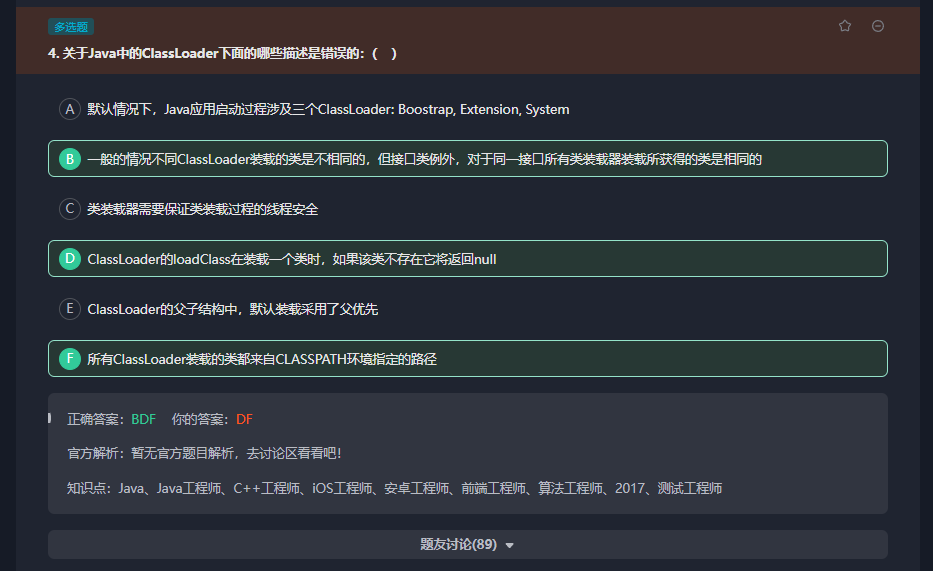 多选题
4. 关于Java中的ClassLoader下面的哪些描述是错误的：（　）
A 默认情况下，Java应用启动过程涉及三个ClassLoader: Boostrap, Extension, System
B 一般的情况不同ClassLoader装载的类是不相同的，但接口类例外，对于同一接口所有类装载器装载所获得的类是相同的
C 类装载器需要保证类装载过程的线程安全
D ClassLoader的loadClass在装载一个类时，如果该类不存在它将返回null
E ClassLoader的父子结构中，默认装载采用了父优先
F 所有ClassLoader装载的类都来自CLASSPATH环境指定的路径
正确答案：BDF 你的答案：DF
官方解析：暂无官方题目解析，去讨论区看看吧！
知识点：Java、Java工程师、C++工程师、iOS工程师、安卓工程师、前端工程师、算法工程师、2017、测试工程师
题友讨论(89)